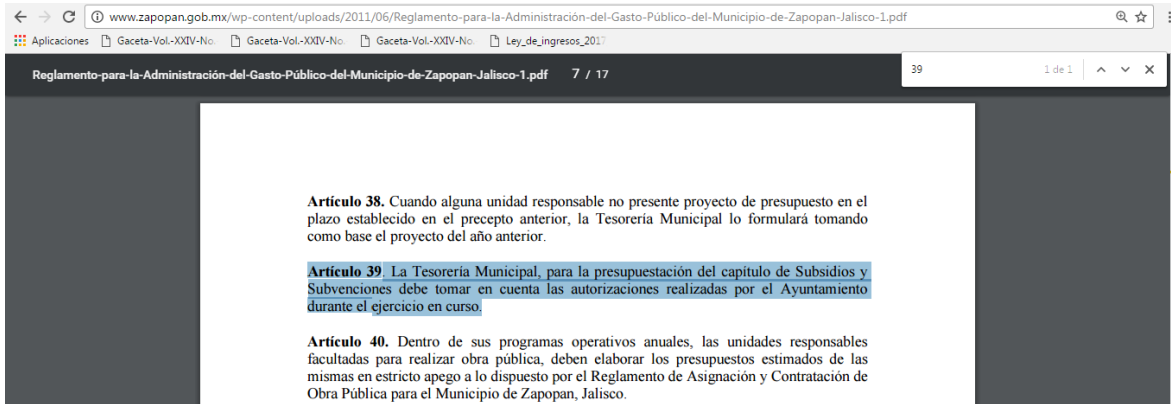 www.zapopan.gob.mx/wp-content/uploads/2011/06/Reglamento-para-la-Administración-del-Gasto-Público-del-Municipio-de-Zapopan-Jalisco-1.pdf
Aplicaciones Gaceta-Vol.-XXIV-No. Gaceta-Vol.-XXIV-No. Gaceta-Vol.-XXIV-No. Ley_de_ingresos_2017
Reglamento-para-la-Administración-del-Gasto-Público-del-Municipio-de-Zapopan-Jalisco-1.pdf 7 / 17
39 1 de 1
Artículo 38. Cuando alguna unidad responsable no presente proyecto de presupuesto en el
plazo establecido en el precepto anterior, la Tesorería Municipal lo formulará tomando
como base el proyecto del año anterior.
Artículo 39. La Tesorería Municipal, para la presupuestación del capítulo de Subsidios y
Subvenciones debe tomar en cuenta las autorizaciones realizadas por el Ayuntamiento
durante el ejercicio en curso.
Artículo 40. Dentro de sus programas operativos anuales, las unidades responsables
facultadas para realizar obra pública, deben elaborar los presupuestos estimados de las
mismas en estricto apego a lo dispuesto por el Reglamento de Asignación y Contratación de
Obra Pública para el Municipio de Zapopan, Jalisco.